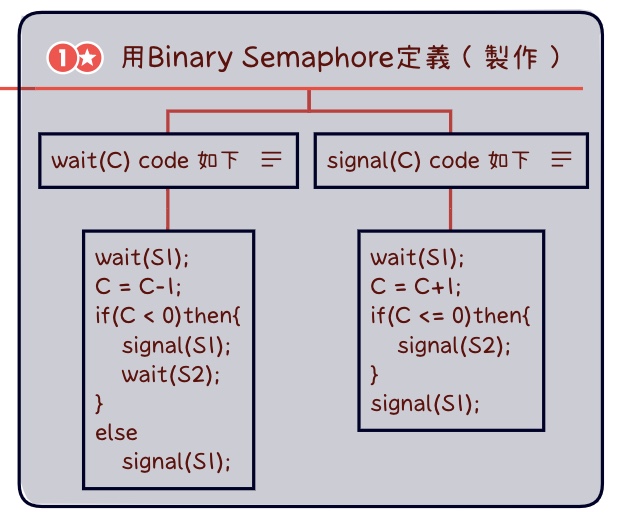 1 用Binary Semaphore定義（製作）
wait(C) code 如下
signal(C) code 如下
wait(S1);
C = C-1;
if(C < 0)then{
signal(S1);
wait(S2);
}
else
signal(S1);
wait(S1);
C = C+1;
if(C <= 0)then{
signal(S2);
}
signal(S1);